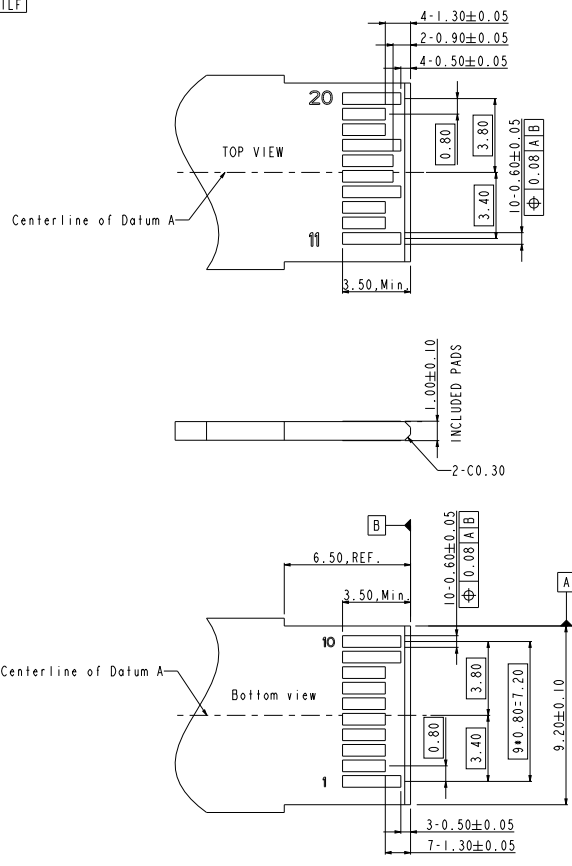 4-1.30±0.05
2-0.90±0.05
4-0.50±0.05
20
TOP VIEW
0.80
3.80
10-0.60±0.05
⌖ 0.08 A B
Centerline of Datum A
3.40
11
3.50,Min.
1.00±0.10
INCLUDED PADS
2-C0.30
B
6.50,REF.
10-0.60±0.05
⌖ 0.08 A B
3.50,Min.
A
10
Centerline of Datum A
Bottom view
3.80
9*0.80=7.20
9.20±0.10
0.80
3.40
1
3-0.50±0.05
7-1.30±0.05